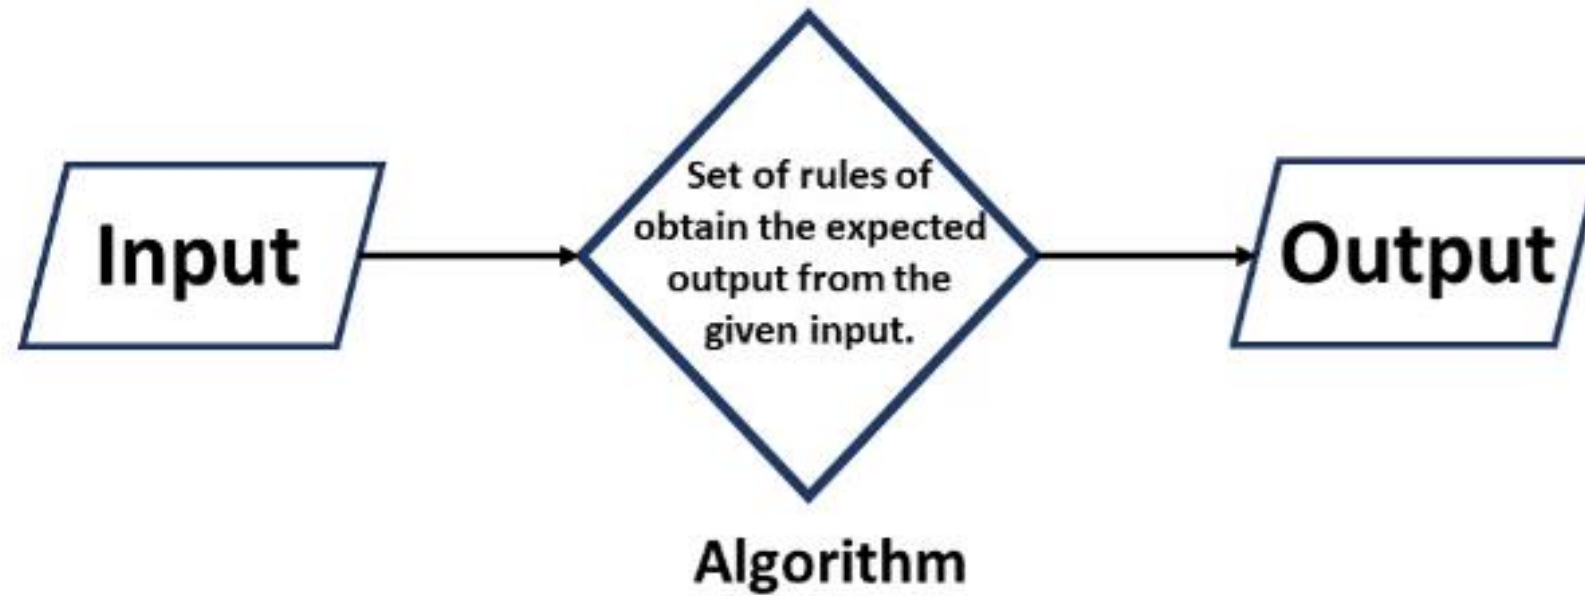 Input
Set of rules of
obtain the expected
output from the
given input.
Output
Algorithm